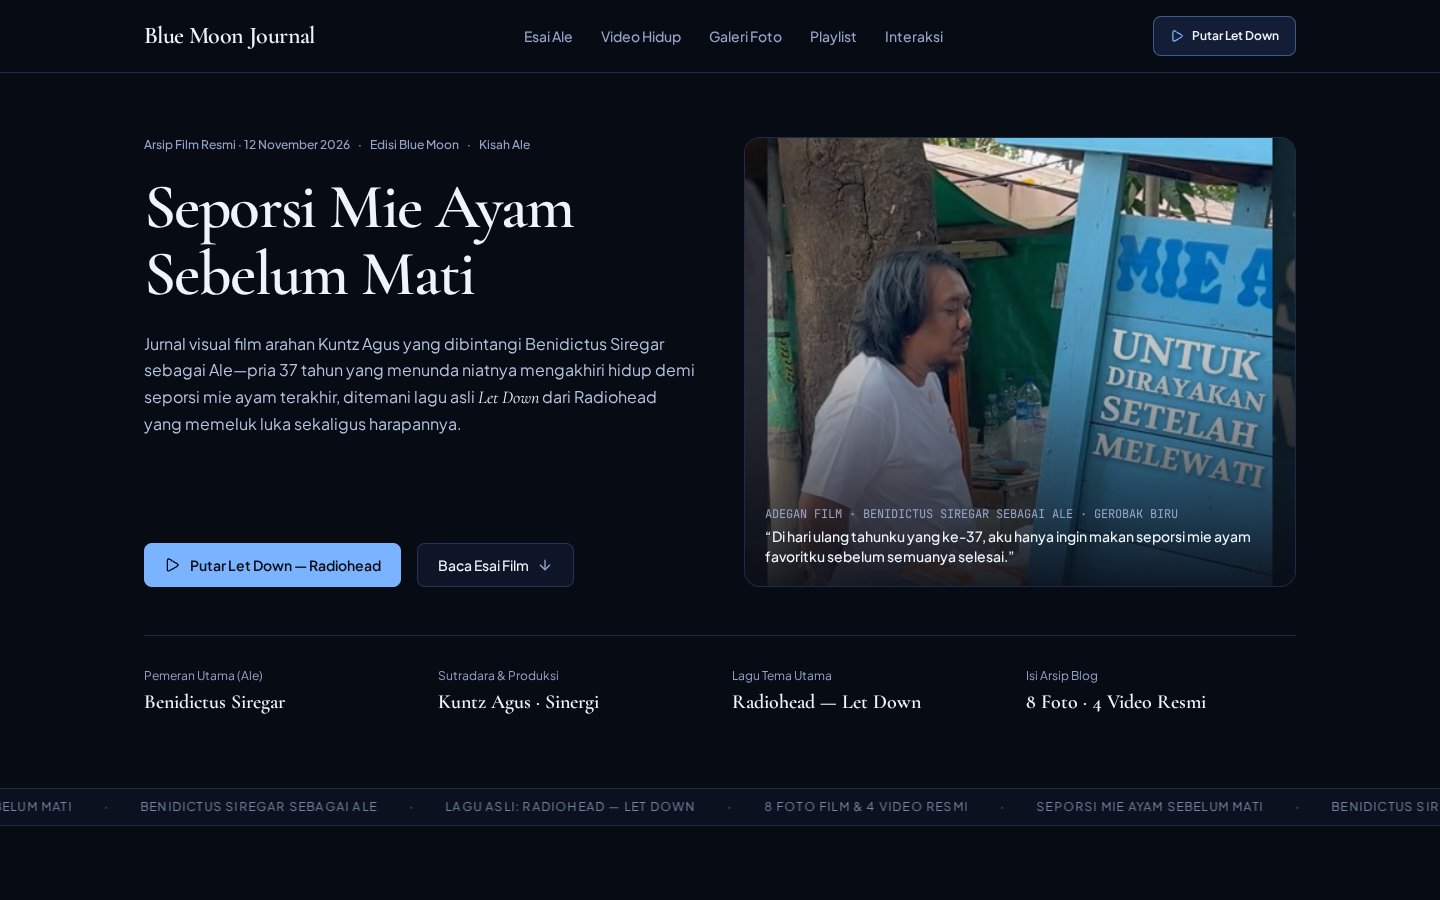 Blue Moon Journal
Esai Ale
Video Hidup
Galeri Foto
Playlist
Interaksi
Putar Let Down
Arsip Film Resmi · 12 November 2026 · Edisi Blue Moon · Kisah Ale
Seporsi Mie Ayam
Sebelum Mati
Jurnal visual film arahan Kuntz Agus yang dibintangi Benidictus Siregar
sebagai Ale—pria 37 tahun yang menunda niatnya mengakhiri hidup demi
seporsi mie ayam terakhir, ditemani lagu asli Let Down dari Radiohead
yang memeluk luka sekaligus harapannya.
Putar Let Down — Radiohead
Baca Esai Film
MIE A
UNTUK
DIRAYAKAN
SETELAH
MELEWATI
ADEGAN FILM · BENIDICTUS SIREGAR SEBAGAI ALE · GEROBAK BIRU
“Di hari ulang tahunku yang ke-37, aku hanya ingin makan seporsi mie ayam
favoritku sebelum semuanya selesai.”
Pemeran Utama (Ale)
Benidictus Siregar
Sutradara & Produksi
Kuntz Agus · Sinergi
Lagu Tema Utama
Radiohead — Let Down
Isi Arsip Blog
8 Foto · 4 Video Resmi
BELUM MATI · BENIDICTUS SIREGAR SEBAGAI ALE · LAGU ASLI: RADIOHEAD — LET DOWN · 8 FOTO FILM & 4 VIDEO RESMI · SEPORSI MIE AYAM SEBELUM MATI · BENIDICTUS SIR